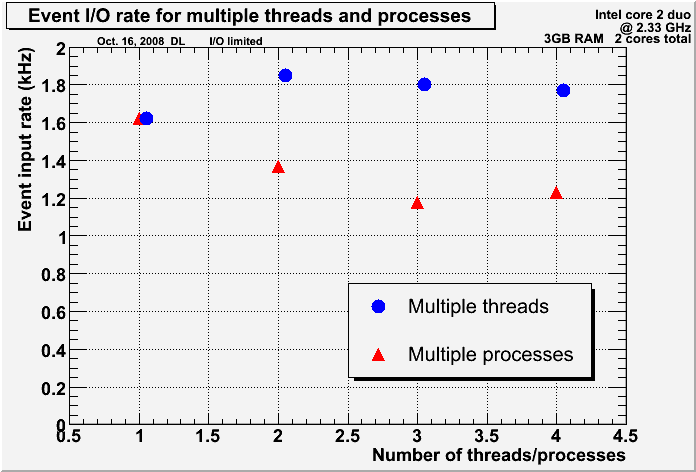 Event I/O rate for multiple threads and processes
Intel core 2 duo
@ 2.33 GHz
3GB RAM 2 cores total
Oct. 16, 2008 DL I/O limited
Event input rate (kHz)
2
1.8
1.6
1.4
1.2
1
0.8
0.6
0.4
0.2
0
Multiple threads
Multiple processes
0.5 1 1.5 2 2.5 3 3.5 4 4.5
Number of threads/processes